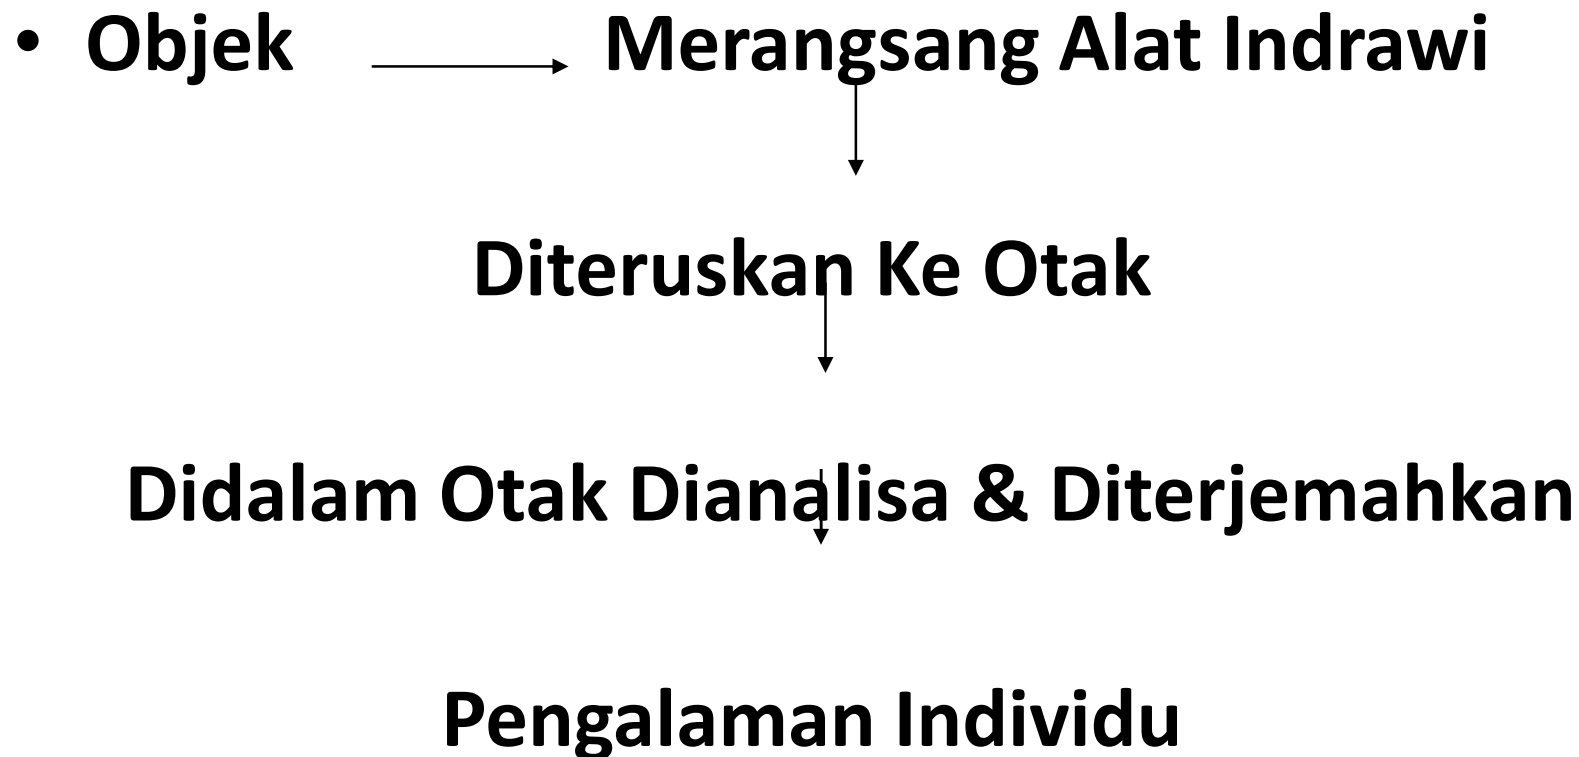 • Objek Merangsang Alat Indrawi
Diteruskan Ke Otak
Didalam Otak Dianalisa & Diterjemahkan
Pengalaman Individu